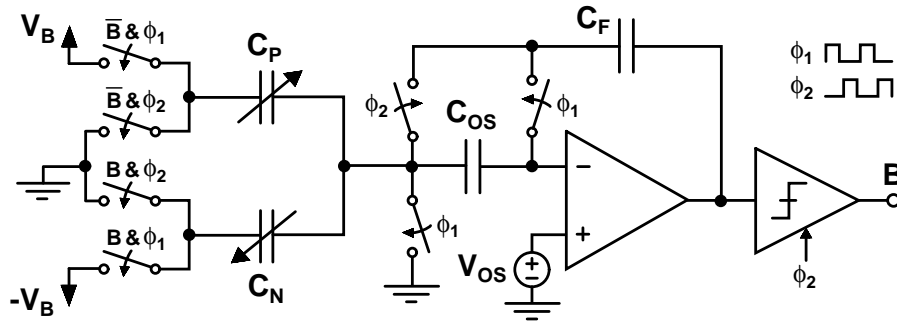 V_B
B̅ & ϕ₁
C_P
C_F
ϕ₁
ϕ₂
B̅ & ϕ₂
ϕ₂
C_OS
ϕ₁
B & ϕ₂
−
B
B & ϕ₁
ϕ₁
+
V_OS
+
−
-V_B
C_N
ϕ₂